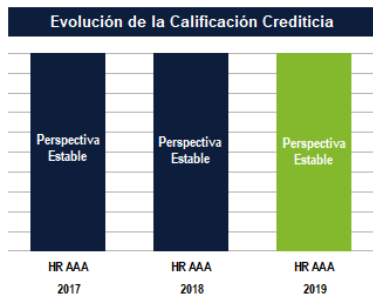 Evolución de la Calificación Crediticia
Perspectiva Estable
Perspectiva Estable
Perspectiva Estable
HR AAA HR AAA HR AAA
2017 2018 2019